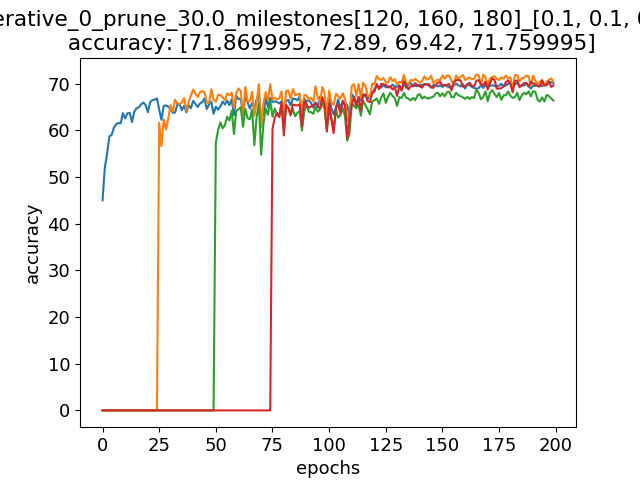 erative_0_prune_30.0_milestones[120, 160, 180]_[0.1, 0.1, 0
accuracy: [71.869995, 72.89, 69.42, 71.759995]
70
60
50
40
30
20
10
0
accuracy
0 25 50 75 100 125 150 175 200
epochs